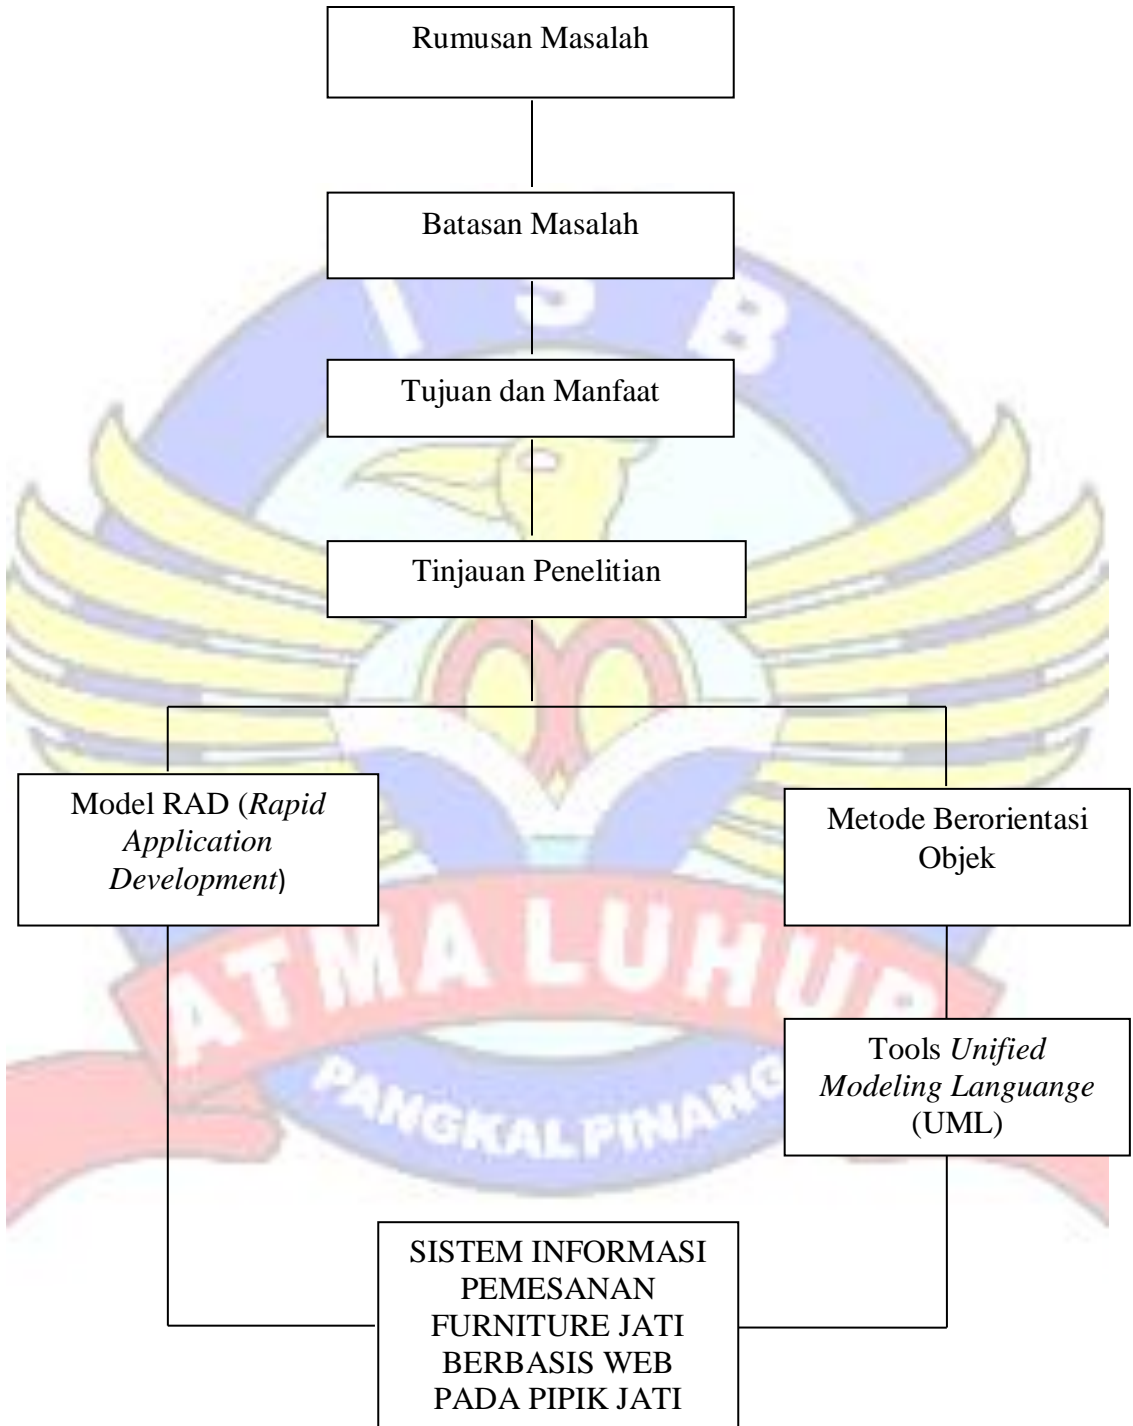 Rumusan Masalah
Batasan Masalah
I S B
Tujuan dan Manfaat
Tinjauan Penelitian
Model RAD (Rapid
Application
Development)
Metode Berorientasi
Objek
ATMA LUHUR
Tools Unified
Modeling Languange
(UML)
PANGKALPINANG
SISTEM INFORMASI
PEMESANAN
FURNITURE JATI
BERBASIS WEB
PADA PIPIK JATI